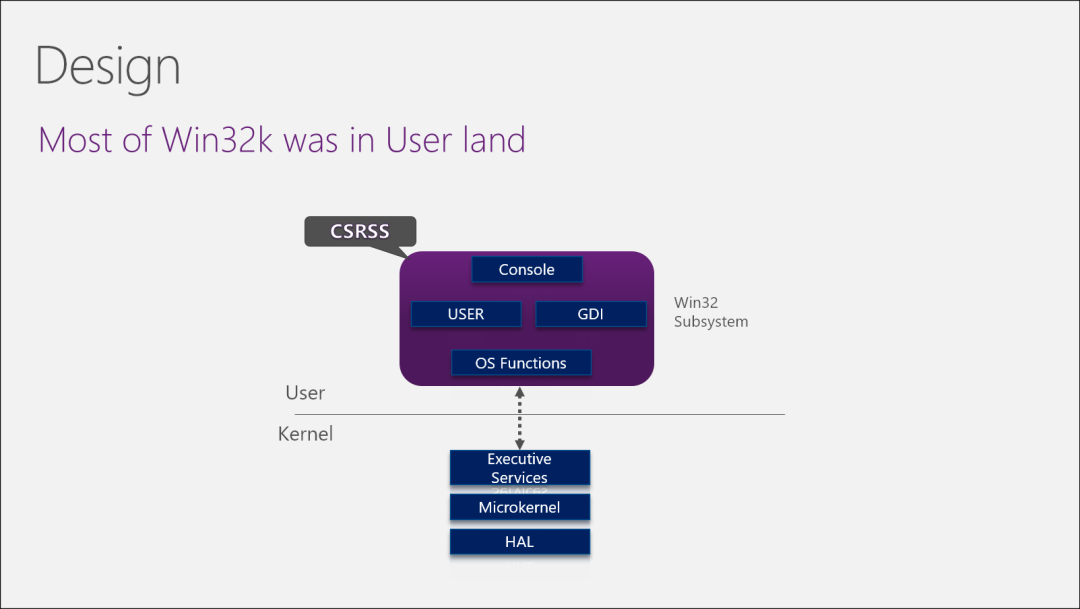 Design
Most of Win32k was in User land
CSRSS
Console
USER
GDI
OS Functions
Win32
Subsystem
User
Kernel
Executive
Services
Microkernel
HAL